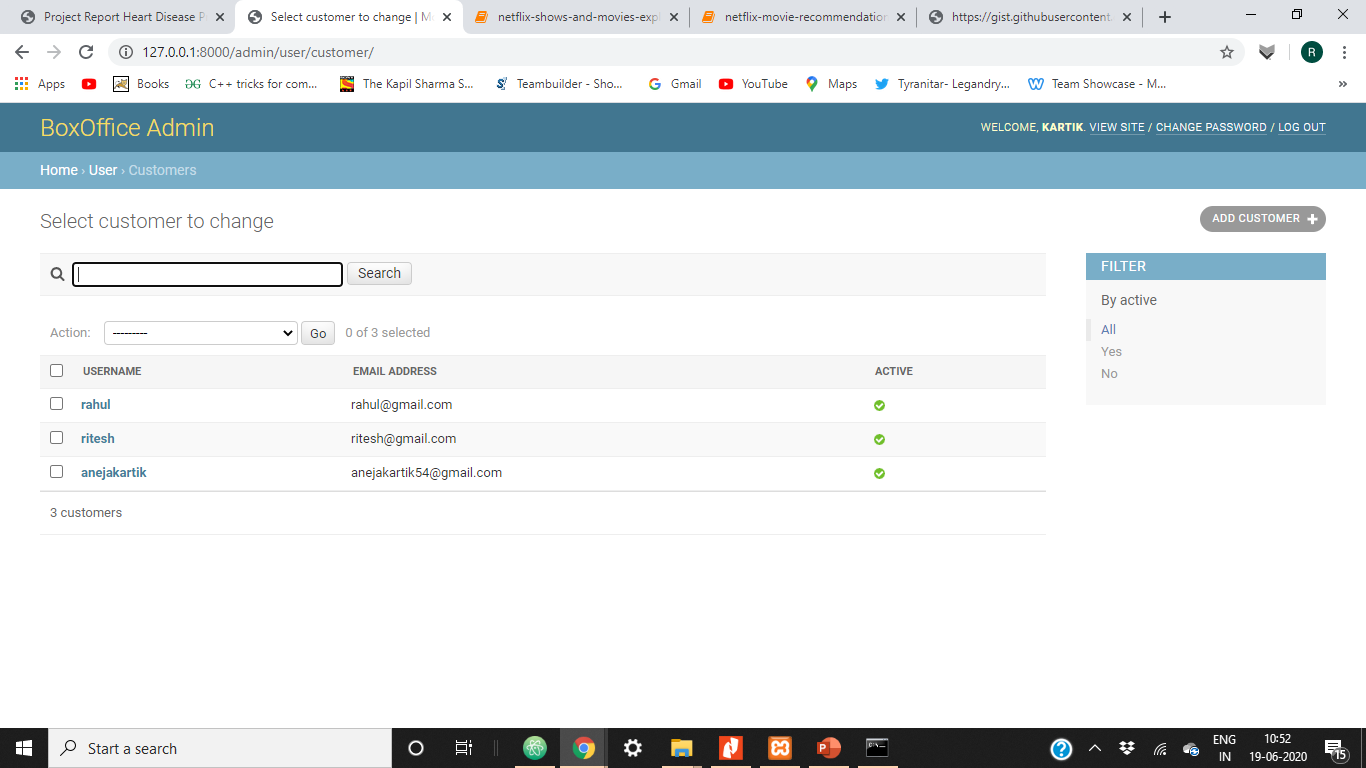 Project Report Heart Disease P
Select customer to change | M
netflix-shows-and-movies-expl
netflix-movie-recommendation
https://gist.githubusercontent.
127.0.0.1:8000/admin/user/customer/
R
Apps Books C++ tricks for com... The Kapil Sharma S... Teambuilder - Sho... Gmail YouTube Maps Tyranitar- Legandry... Team Showcase - M... »
BoxOffice Admin
WELCOME, KARTIK. VIEW SITE / CHANGE PASSWORD / LOG OUT
Home › User › Customers
Select customer to change
ADD CUSTOMER +
Search
Action: --------- Go 0 of 3 selected
USERNAME EMAIL ADDRESS ACTIVE
rahul rahul@gmail.com
ritesh ritesh@gmail.com
anejakartik anejakartik54@gmail.com
3 customers
FILTER
By active
All
Yes
No
Start a search
ENG
IN
10:52
19-06-2020
15